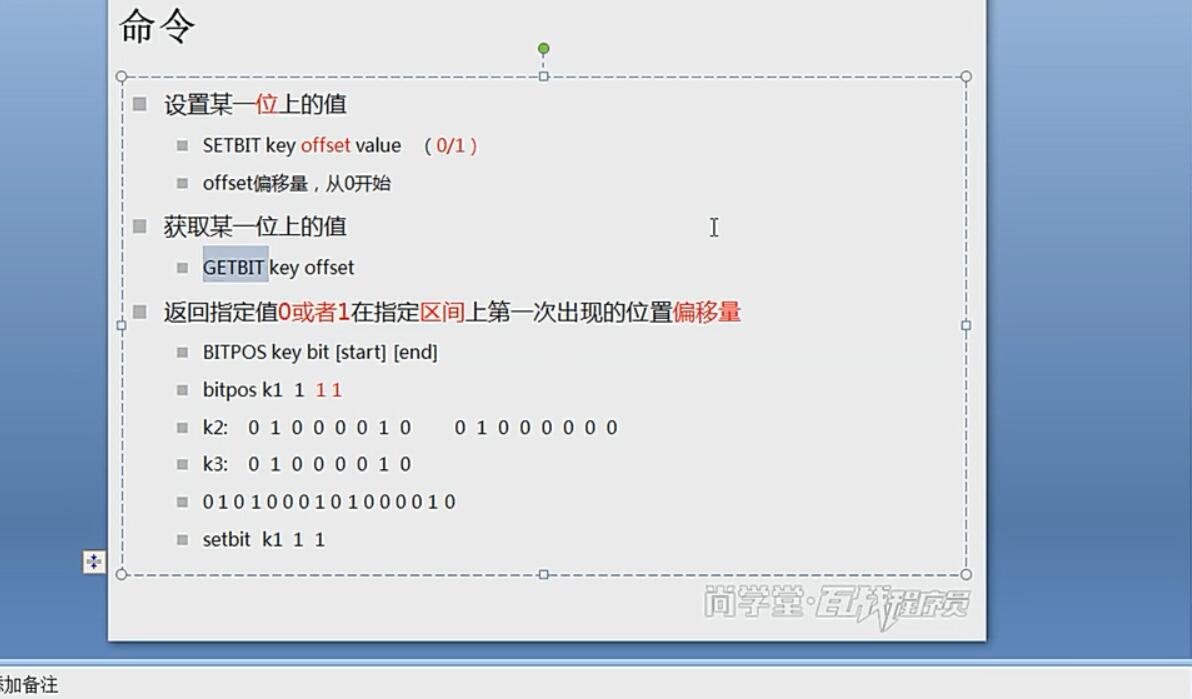 命令
设置某一位上的值
SETBIT key offset value （ 0/1 ）
offset偏移量，从0开始
获取某一位上的值
GETBIT key offset
返回指定值0或者1在指定区间上第一次出现的位置偏移量
BITPOS key bit [start] [end]
bitpos k1 1 1 1
k2: 0 1 0 0 0 0 1 0 0 1 0 0 0 0 0 0
k3: 0 1 0 0 0 0 1 0
0 1 0 1 0 0 0 1 0 1 0 0 0 0 1 0
setbit k1 1 1
尚学堂·百战程序员
添加备注